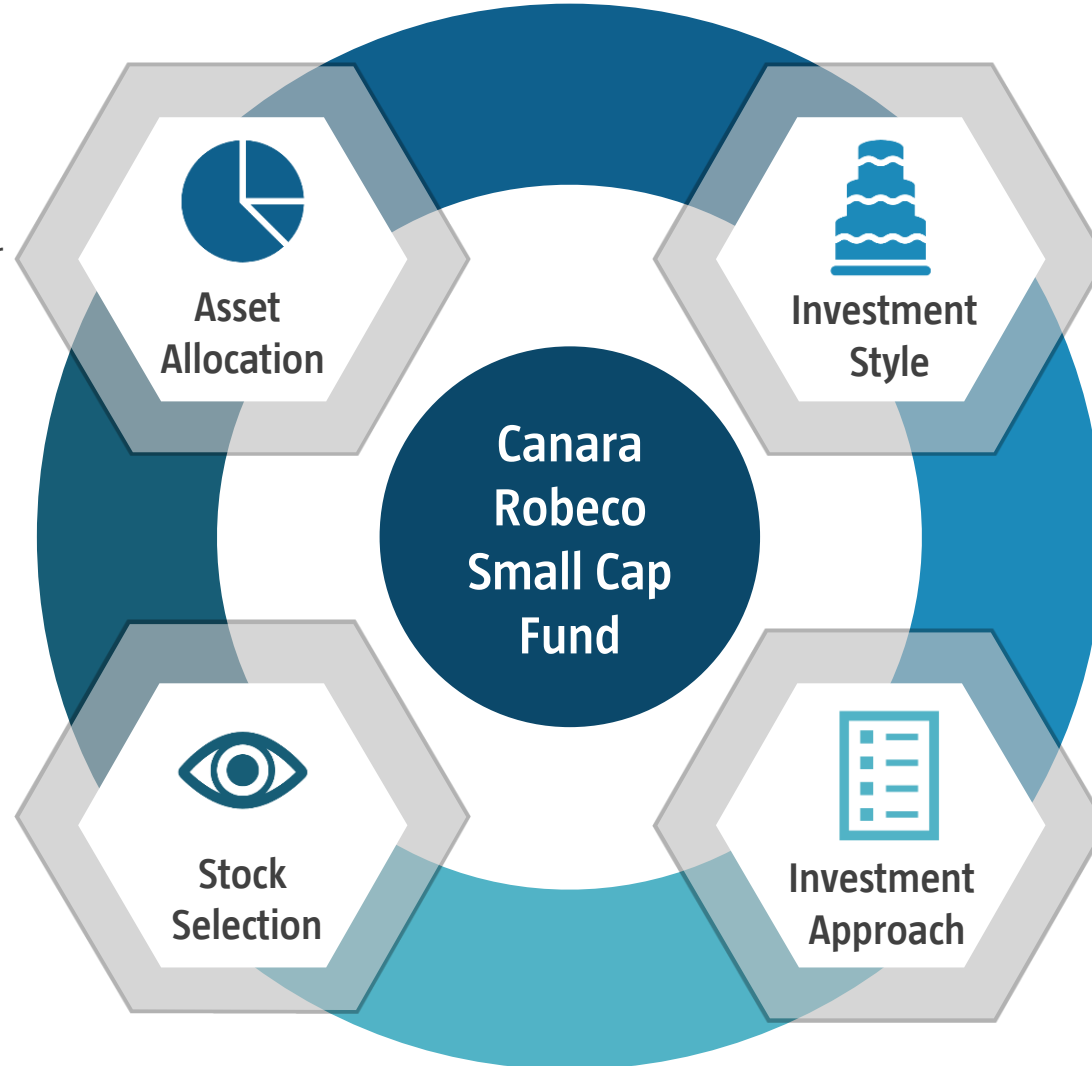 Asset
Allocation
Investment
Style
Canara
Robeco
Small Cap
Fund
Stock
Selection
Investment
Approach